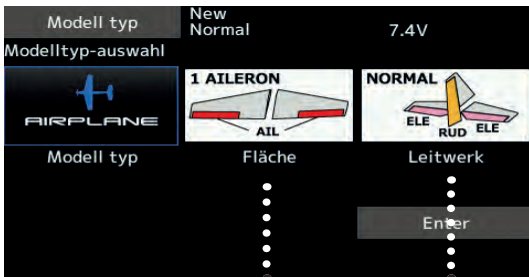 Modell typ
New
Normal
7.4V
Modelltyp-auswahl
AIRPLANE
1 AILERON
AIL
NORMAL
ELE
RUD
ELE
Modell typ
Fläche
Leitwerk
Enter